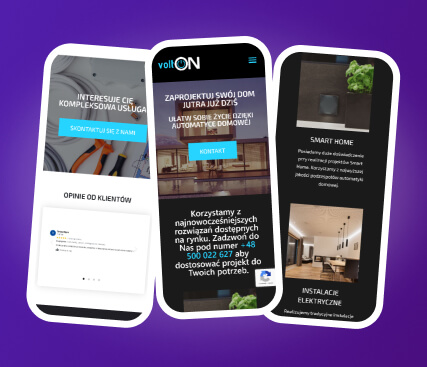 INTERESUJE CIĘ
KOMPLEKSOWA USŁUGA
SKONTAKTUJ SIĘ Z NAMI
OPINIE OD KLIENTÓW
voltON
ZAPROJEKTUJ SWÓJ DOM
JUTRA JUŻ DZIŚ
UŁATW SOBIE ŻYCIE DZIĘKI
AUTOMATYCE DOMOWEJ
KONTAKT
Korzystamy z
najnowocześniejszych
rozwiązań dostępnych
na rynku. Zadzwoń do
Nas pod numer +48
500 022 627 aby
dostosować projekt do
Twoich potrzeb.
SMART HOME
Posiadamy duże doświadczenie
przy realizacji projektów Smart
Home. Korzystamy z najwyższej
jakości podzespołów automatyki
domowej.
INSTALACJE
ELEKTRYCZNE
Realizujemy tradycyjne instalacje